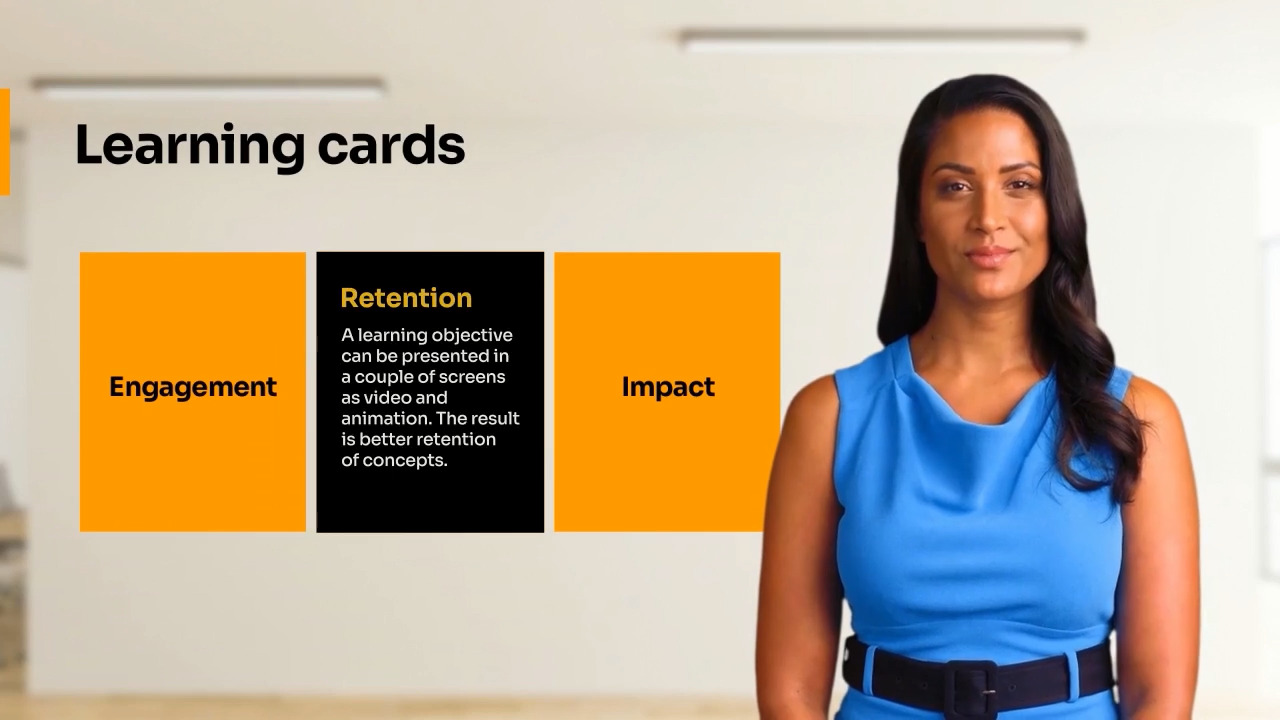 Learning cards
Engagement
Retention
A learning objective
can be presented in
a couple of screens
as video and
animation. The result
is better retention
of concepts.
Impact